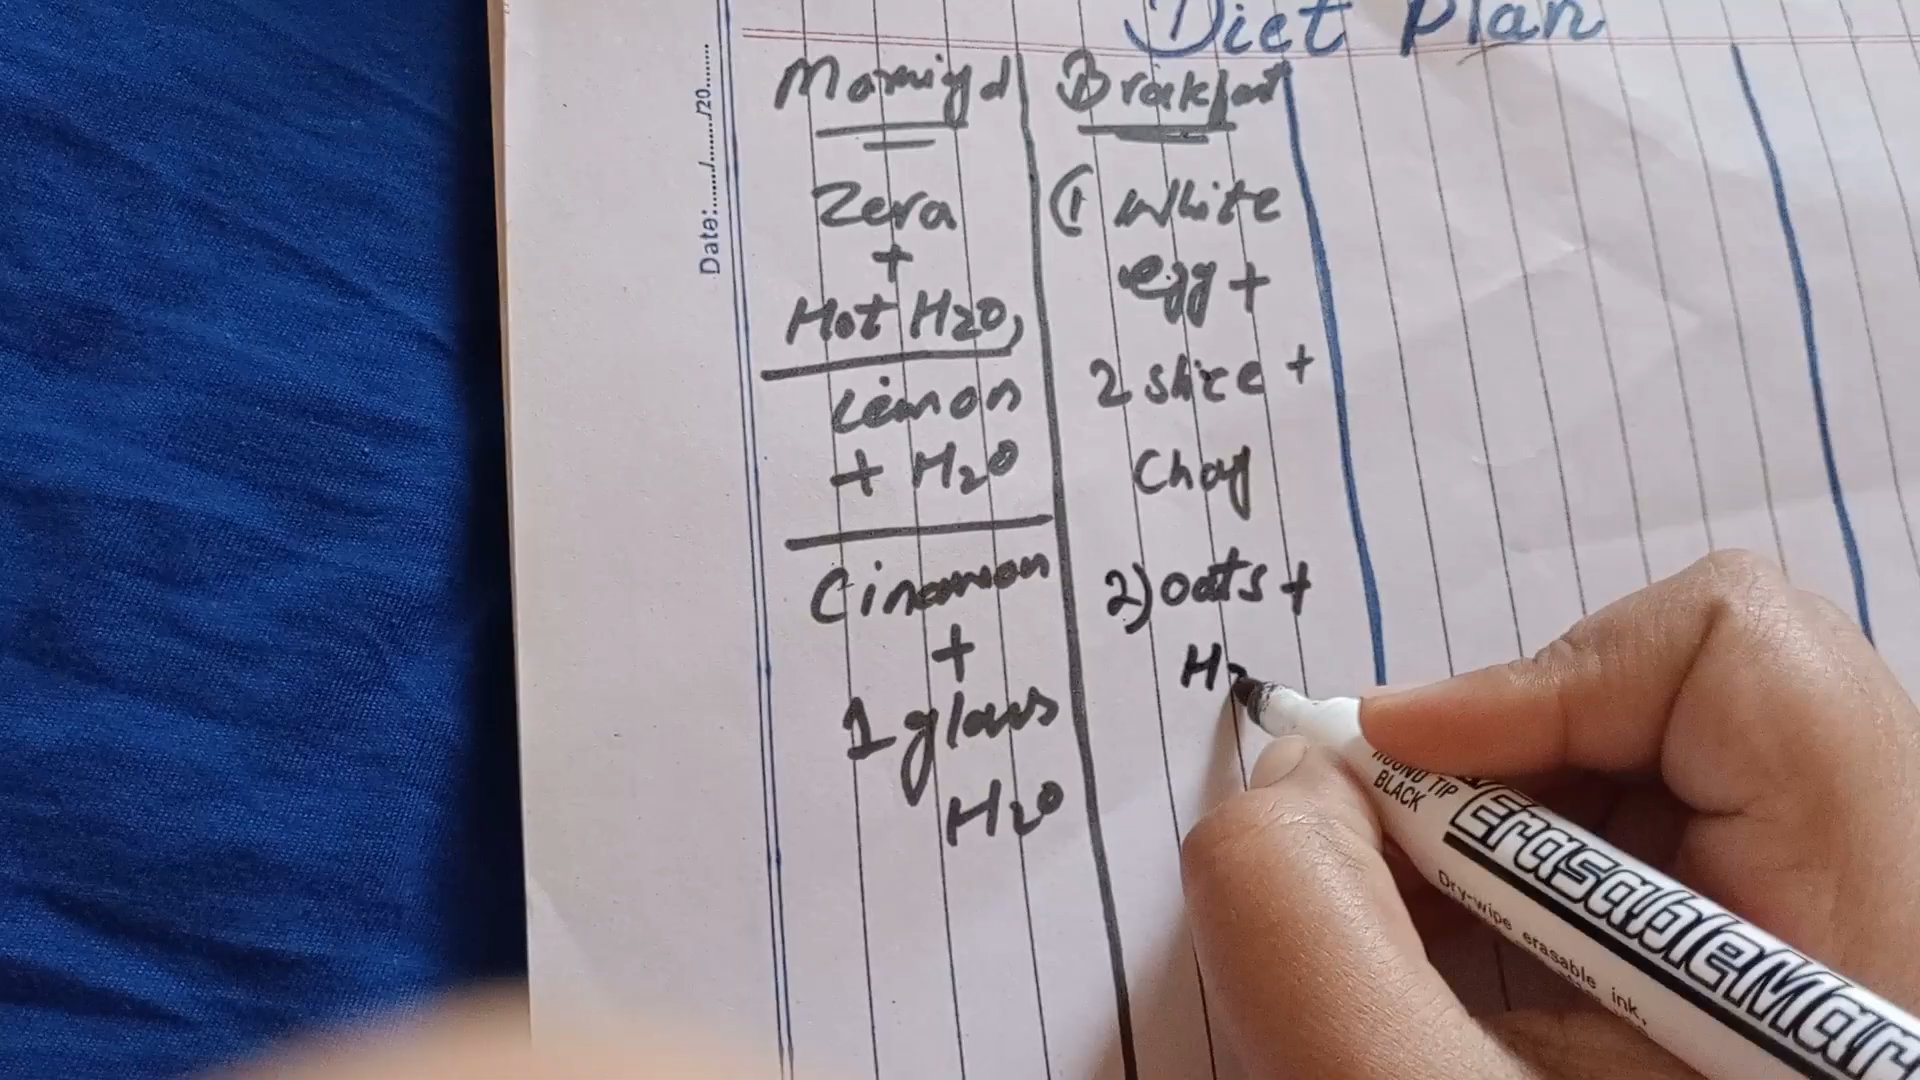 Diet Plan
Date:....../........./20......
Zera
+
Hot H2O,
Lemon
+ H2O
Cinamon
+
1 glass
H2O
Breakfast
(1 White
egg +
2 slice +
Chay
2) oats +
H2
ROUND TIP
BLACK
ErasableMar
Dry-wipe erasable ink,